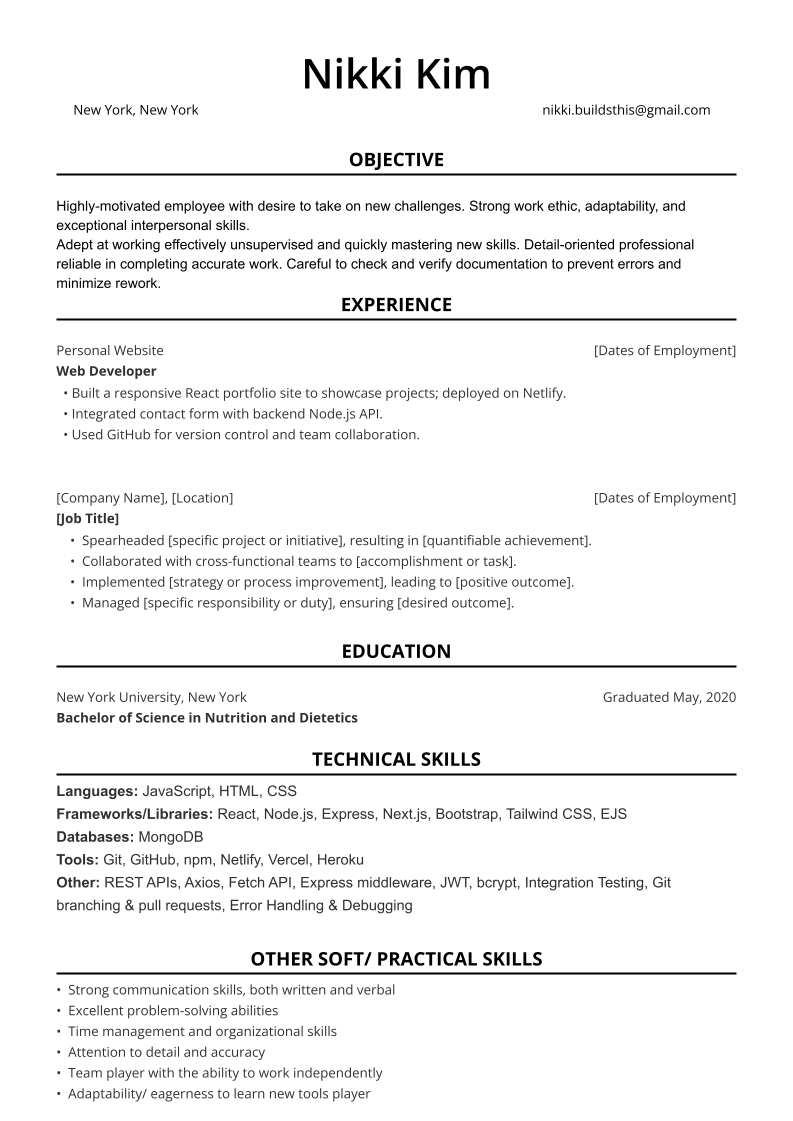 Nikki Kim
New York, New York nikki.buildsthis@gmail.com
OBJECTIVE
Highly-motivated employee with desire to take on new challenges. Strong work ethic, adaptability, and
exceptional interpersonal skills.
Adept at working effectively unsupervised and quickly mastering new skills. Detail-oriented professional
reliable in completing accurate work. Careful to check and verify documentation to prevent errors and
minimize rework.
EXPERIENCE
Personal Website [Dates of Employment]
Web Developer
• Built a responsive React portfolio site to showcase projects; deployed on Netlify.
• Integrated contact form with backend Node.js API.
• Used GitHub for version control and team collaboration.
[Company Name], [Location] [Dates of Employment]
[Job Title]
• Spearheaded [specific project or initiative], resulting in [quantifiable achievement].
• Collaborated with cross-functional teams to [accomplishment or task].
• Implemented [strategy or process improvement], leading to [positive outcome].
• Managed [specific responsibility or duty], ensuring [desired outcome].
EDUCATION
New York University, New York Graduated May, 2020
Bachelor of Science in Nutrition and Dietetics
TECHNICAL SKILLS
Languages: JavaScript, HTML, CSS
Frameworks/Libraries: React, Node.js, Express, Next.js, Bootstrap, Tailwind CSS, EJS
Databases: MongoDB
Tools: Git, GitHub, npm, Netlify, Vercel, Heroku
Other: REST APIs, Axios, Fetch API, Express middleware, JWT, bcrypt, Integration Testing, Git
branching & pull requests, Error Handling & Debugging
OTHER SOFT/ PRACTICAL SKILLS
• Strong communication skills, both written and verbal
• Excellent problem-solving abilities
• Time management and organizational skills
• Attention to detail and accuracy
• Team player with the ability to work independently
• Adaptability/ eagerness to learn new tools player